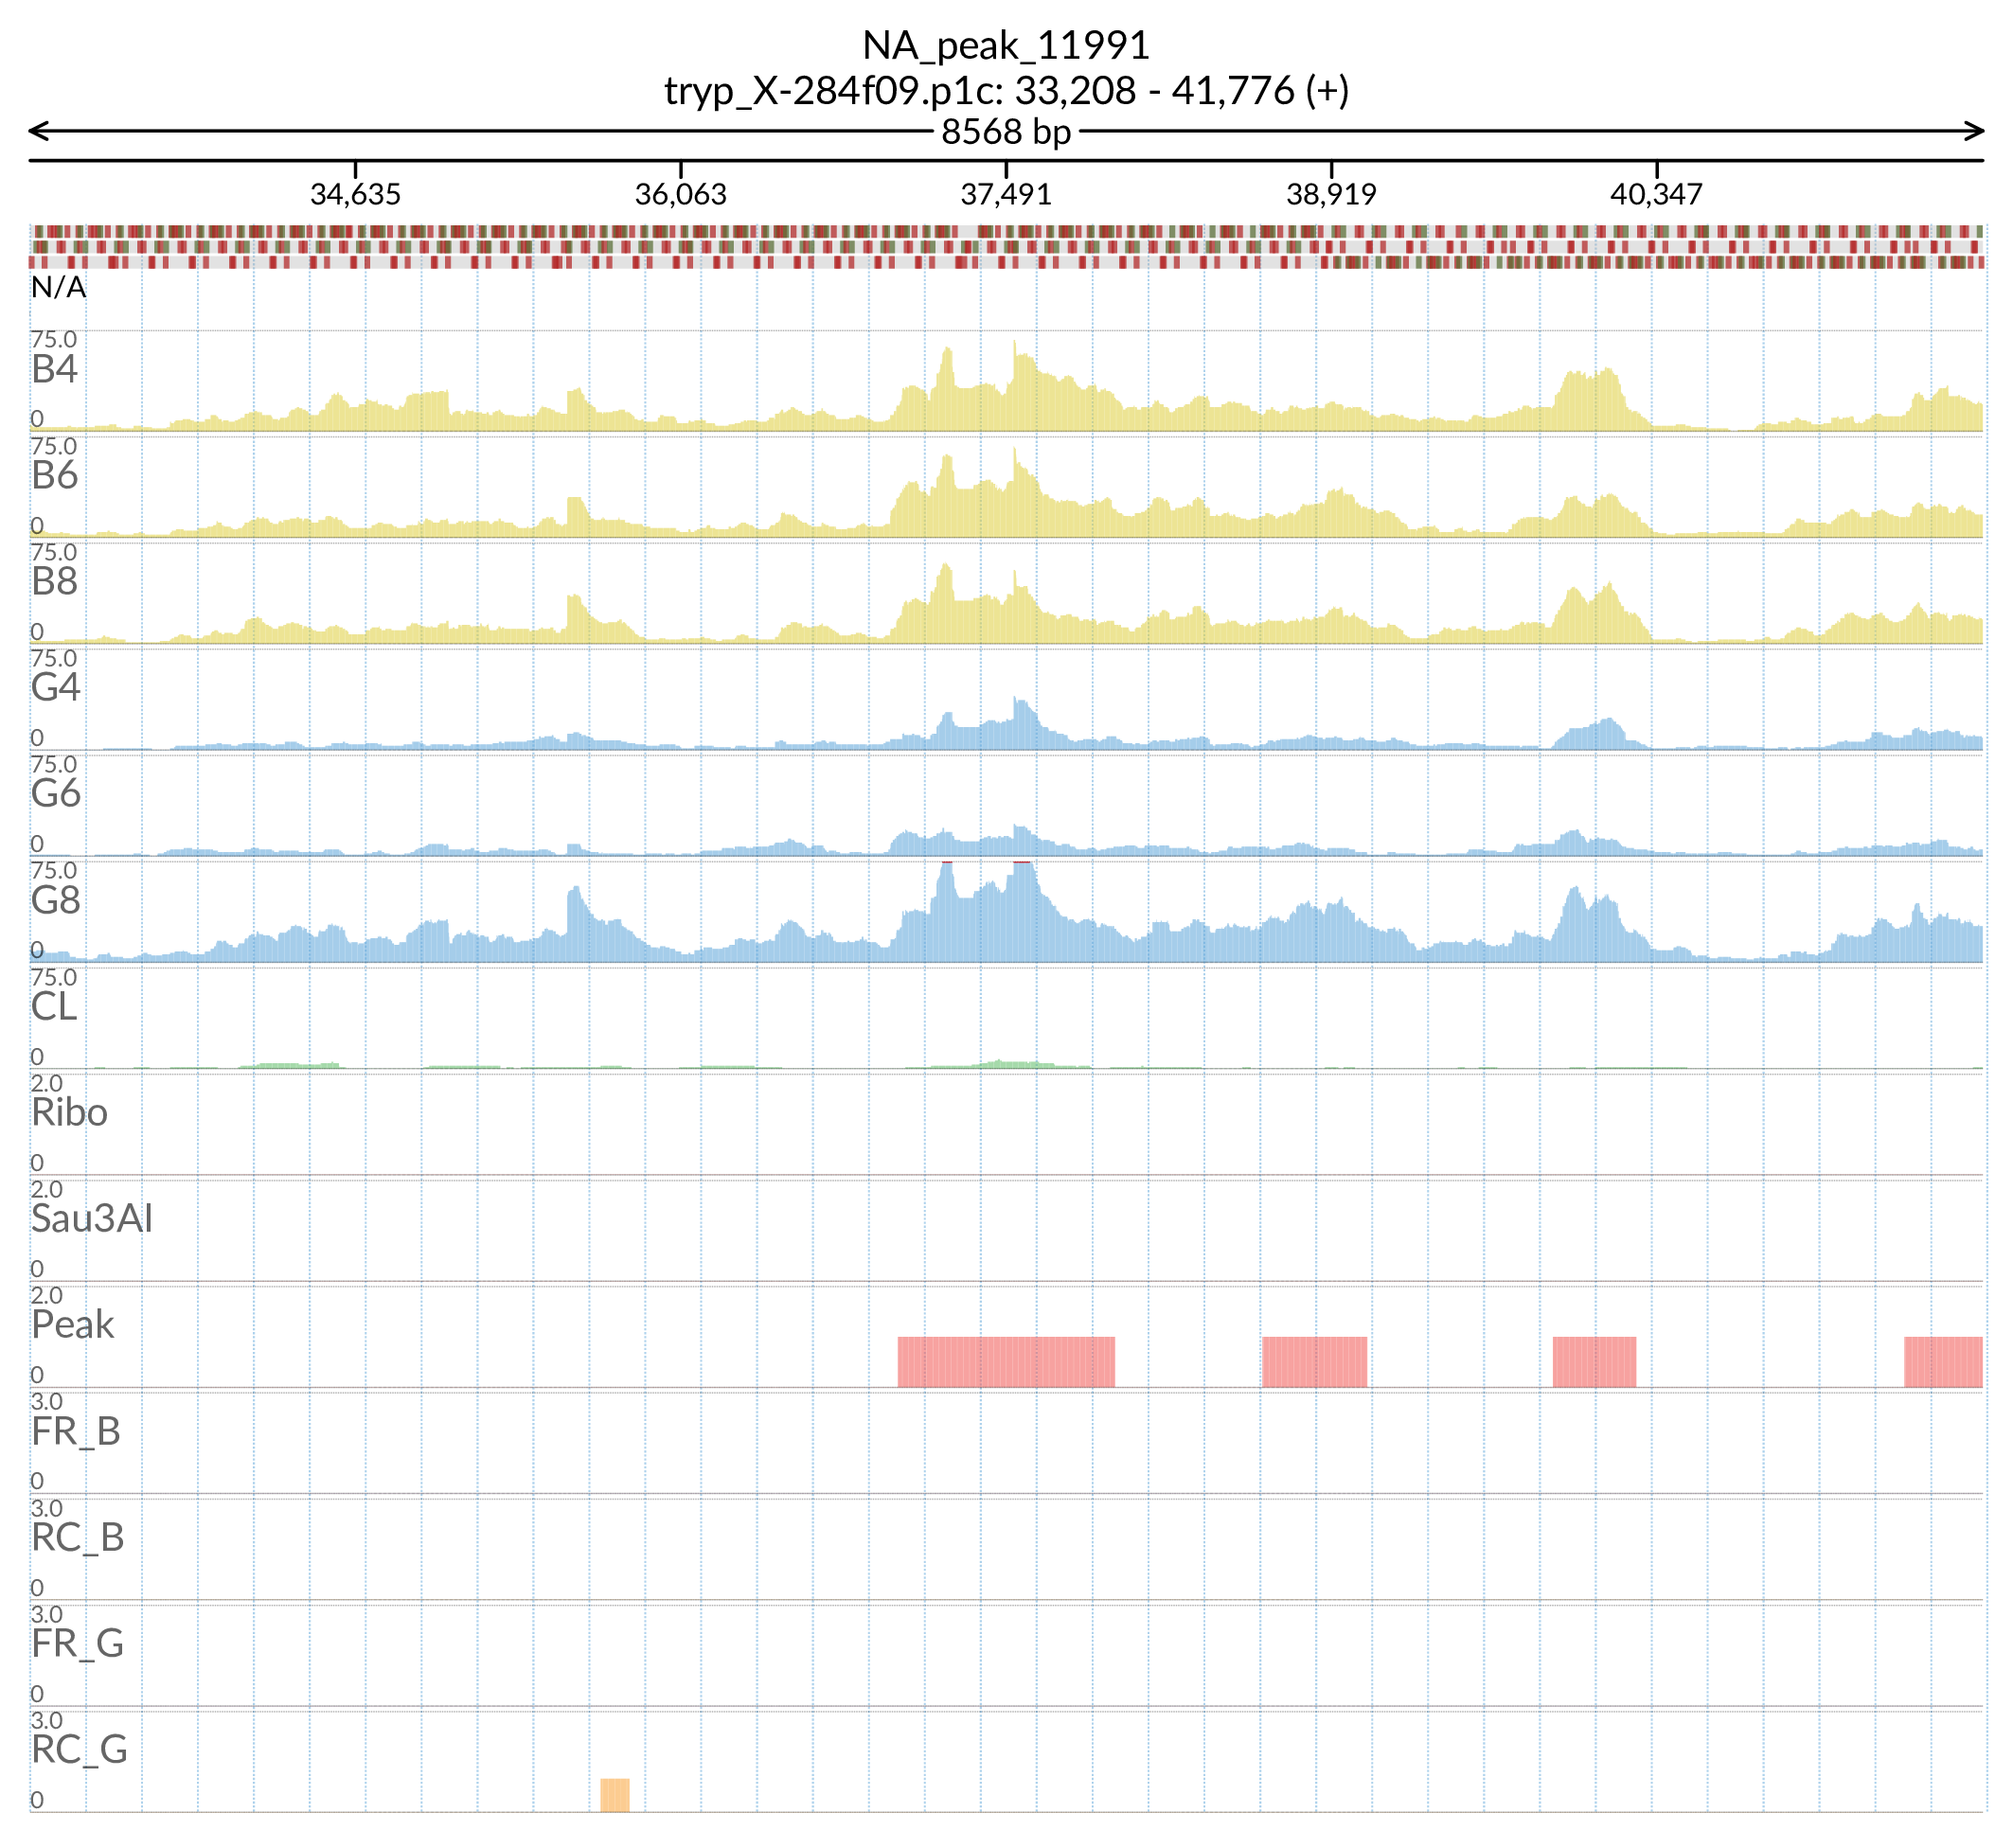 NA_peak_11991
tryp_X-284f09.p1c: 33,208 - 41,776 (+)
8568 bp
34,635 36,063 37,491 38,919 40,347
N/A
75.0
B4
0
75.0
B6
0
75.0
B8
0
75.0
G4
0
75.0
G6
0
75.0
G8
0
75.0
CL
0
2.0
Ribo
0
2.0
Sau3AI
0
2.0
Peak
0
3.0
FR_B
0
3.0
RC_B
0
3.0
FR_G
0
3.0
RC_G
0